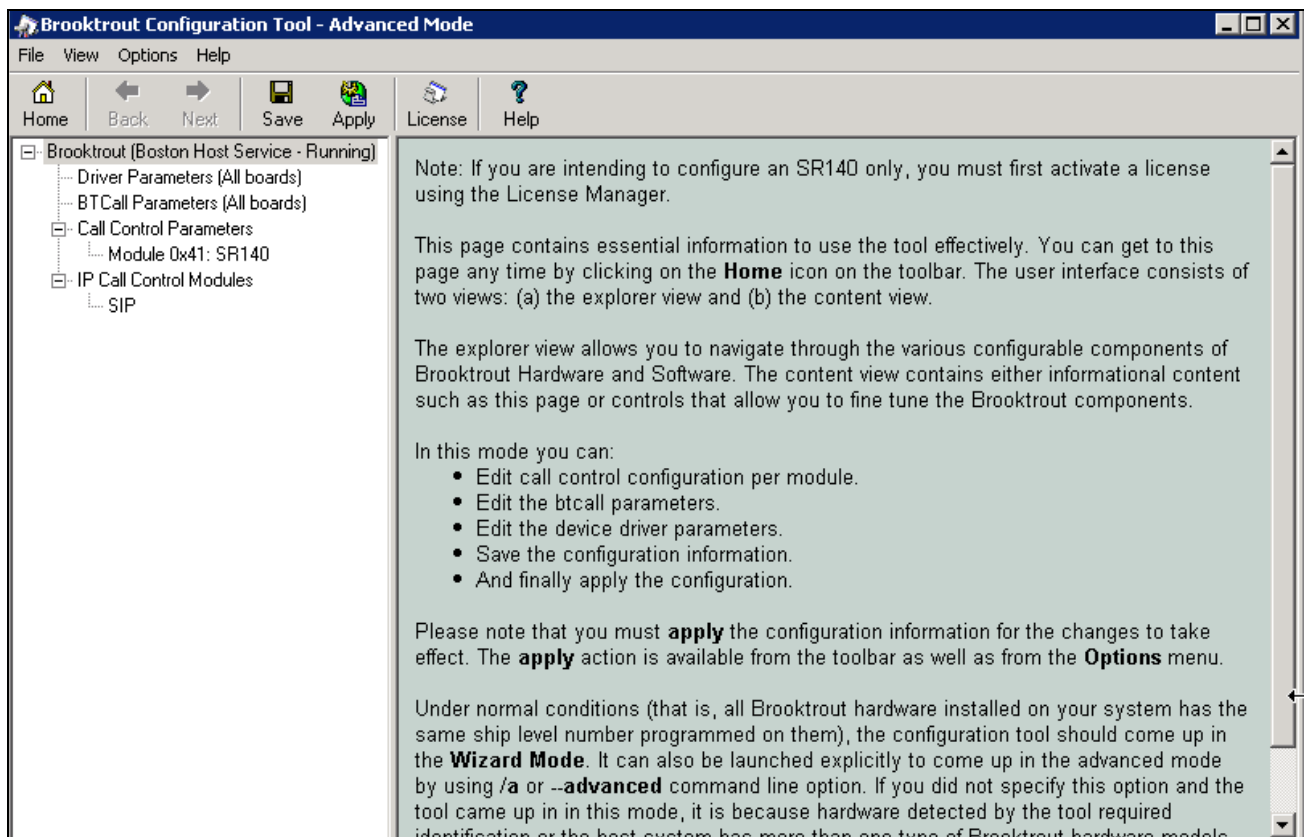 Brooktrout Configuration Tool - Advanced Mode
File View Options Help
Home Back Next Save Apply License Help
Brooktrout (Boston Host Service - Running)
Driver Parameters (All boards)
BTCall Parameters (All boards)
Call Control Parameters
Module 0x41: SR140
IP Call Control Modules
SIP
Note: If you are intending to configure an SR140 only, you must first activate a license
using the License Manager.
This page contains essential information to use the tool effectively. You can get to this
page any time by clicking on the Home icon on the toolbar. The user interface consists of
two views: (a) the explorer view and (b) the content view.
The explorer view allows you to navigate through the various configurable components of
Brooktrout Hardware and Software. The content view contains either informational content
such as this page or controls that allow you to fine tune the Brooktrout components.
In this mode you can:
• Edit call control configuration per module.
• Edit the btcall parameters.
• Edit the device driver parameters.
• Save the configuration information.
• And finally apply the configuration.
Please note that you must apply the configuration information for the changes to take
effect. The apply action is available from the toolbar as well as from the Options menu.
Under normal conditions (that is, all Brooktrout hardware installed on your system has the
same ship level number programmed on them), the configuration tool should come up in
the Wizard Mode. It can also be launched explicitly to come up in the advanced mode
by using /a or --advanced command line option. If you did not specify this option and the
tool came up in in this mode, it is because hardware detected by the tool required
identification or the host system has more than one type of Brooktrout hardware models